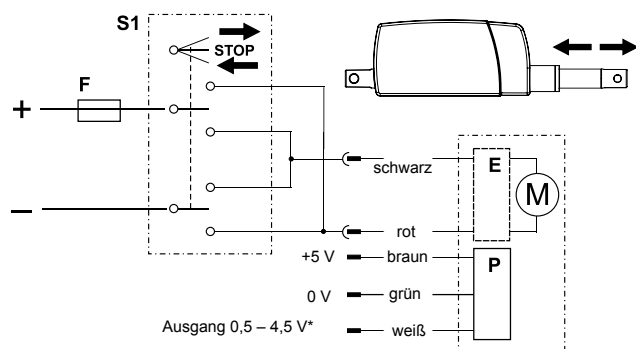 S1
STOP
F
+
–
schwarz
E
M
rot
+5 V braun
P
0 V grün
Ausgang 0,5 – 4,5 V* weiß